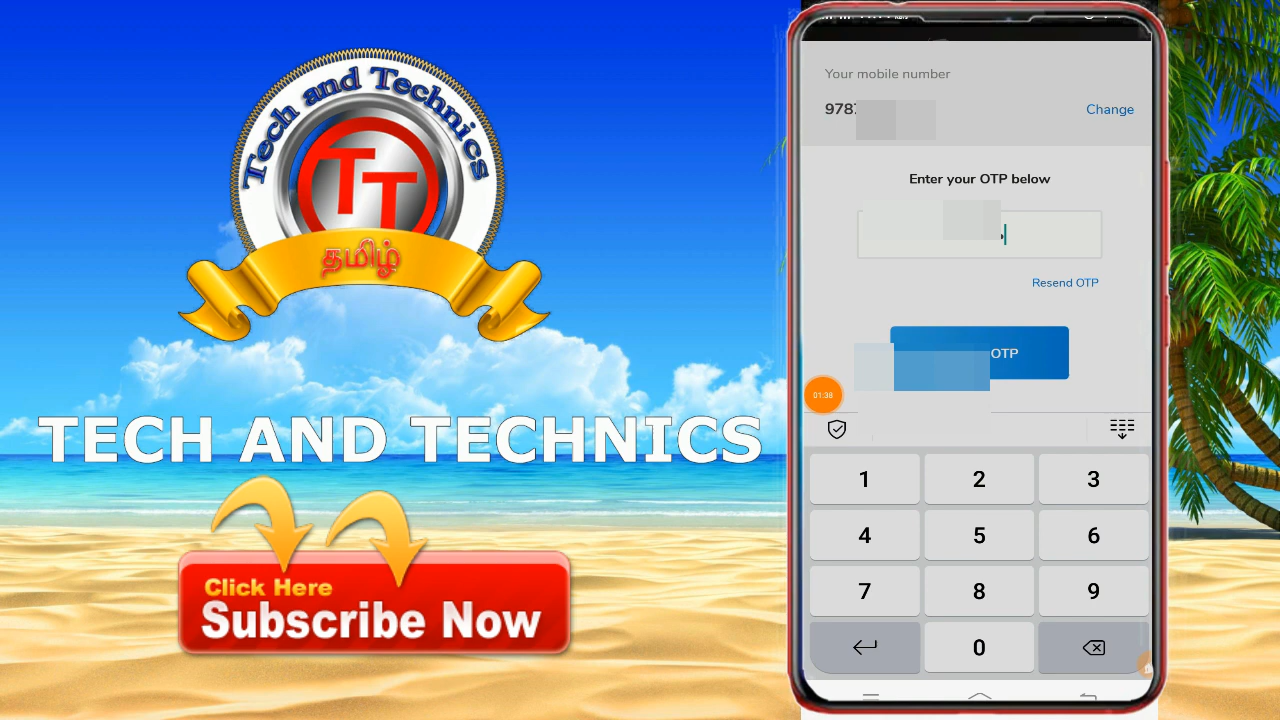 Tech and Technics
TT
தமிழ்
TECH AND TECHNICS
Click Here
Subscribe Now
Your mobile number
978
Change
Enter your OTP below
Resend OTP
OTP
01:38
1 2 3
4 5 6
7 8 9
0